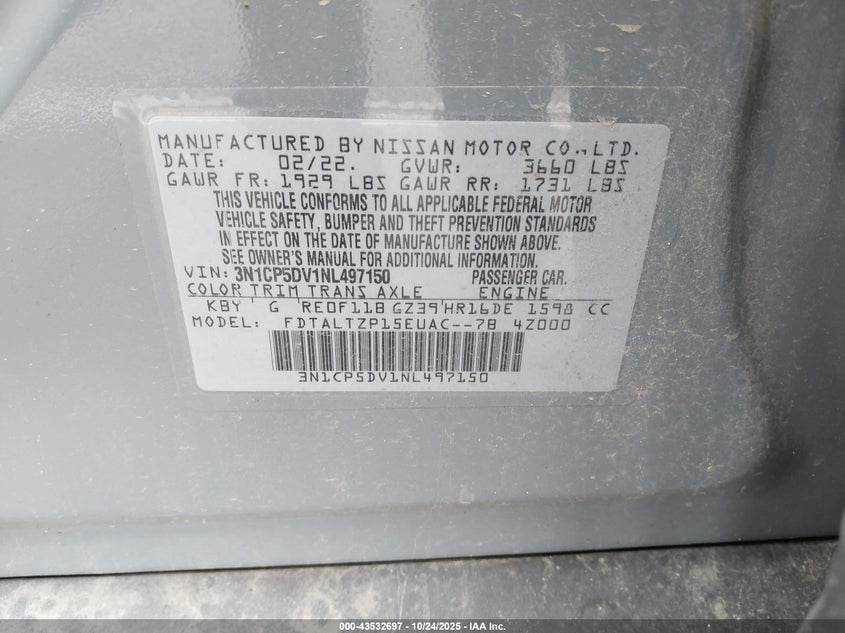 MANUFACTURED BY NISSAN MOTOR CO.,LTD.
DATE: 02/22. GVWR: 3660 LBS
GAWR FR: 1929 LBS GAWR RR: 1731 LBS
THIS VEHICLE CONFORMS TO ALL APPLICABLE FEDERAL MOTOR
VEHICLE SAFETY, BUMPER AND THEFT PREVENTION STANDARDS
IN EFFECT ON THE DATE OF MANUFACTURE SHOWN ABOVE.
SEE OWNER'S MANUAL FOR ADDITIONAL INFORMATION.
VIN: 3N1CP5DV1NL497150 PASSENGER CAR.
COLOR TRIM TRANS AXLE ENGINE
KBY G RE0F11B GZ39 HR16DE 1598 CC
MODEL: FDTALTZP15EUAC--7B 4Z000
3N1CP5DV1NL497150
000-43532697 - 10/24/2025 - IAA Inc.